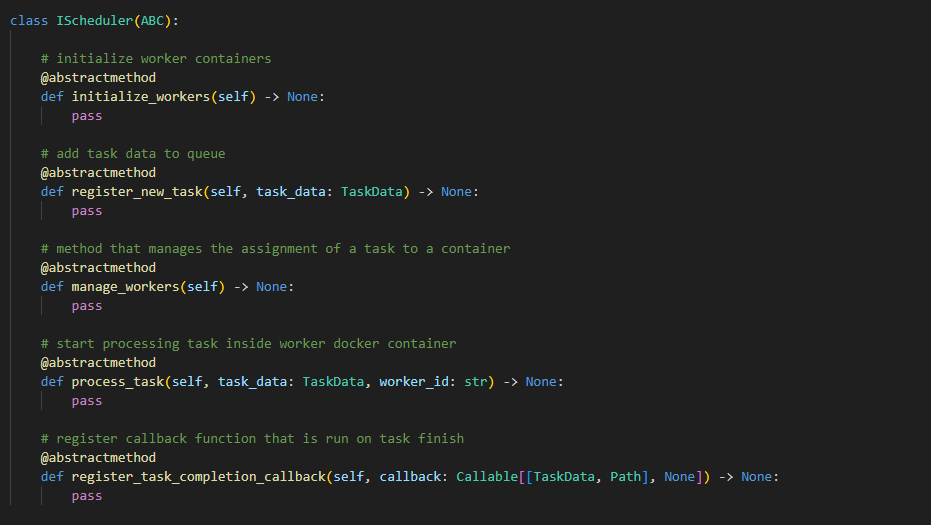 class IScheduler(ABC):
# initialize worker containers
@abstractmethod
def initialize_workers(self) -> None:
pass
# add task data to queue
@abstractmethod
def register_new_task(self, task_data: TaskData) -> None:
pass
# method that manages the assignment of a task to a container
@abstractmethod
def manage_workers(self) -> None:
pass
# start processing task inside worker docker container
@abstractmethod
def process_task(self, task_data: TaskData, worker_id: str) -> None:
pass
# register callback function that is run on task finish
@abstractmethod
def register_task_completion_callback(self, callback: Callable[[TaskData, Path], None]) -> None:
pass